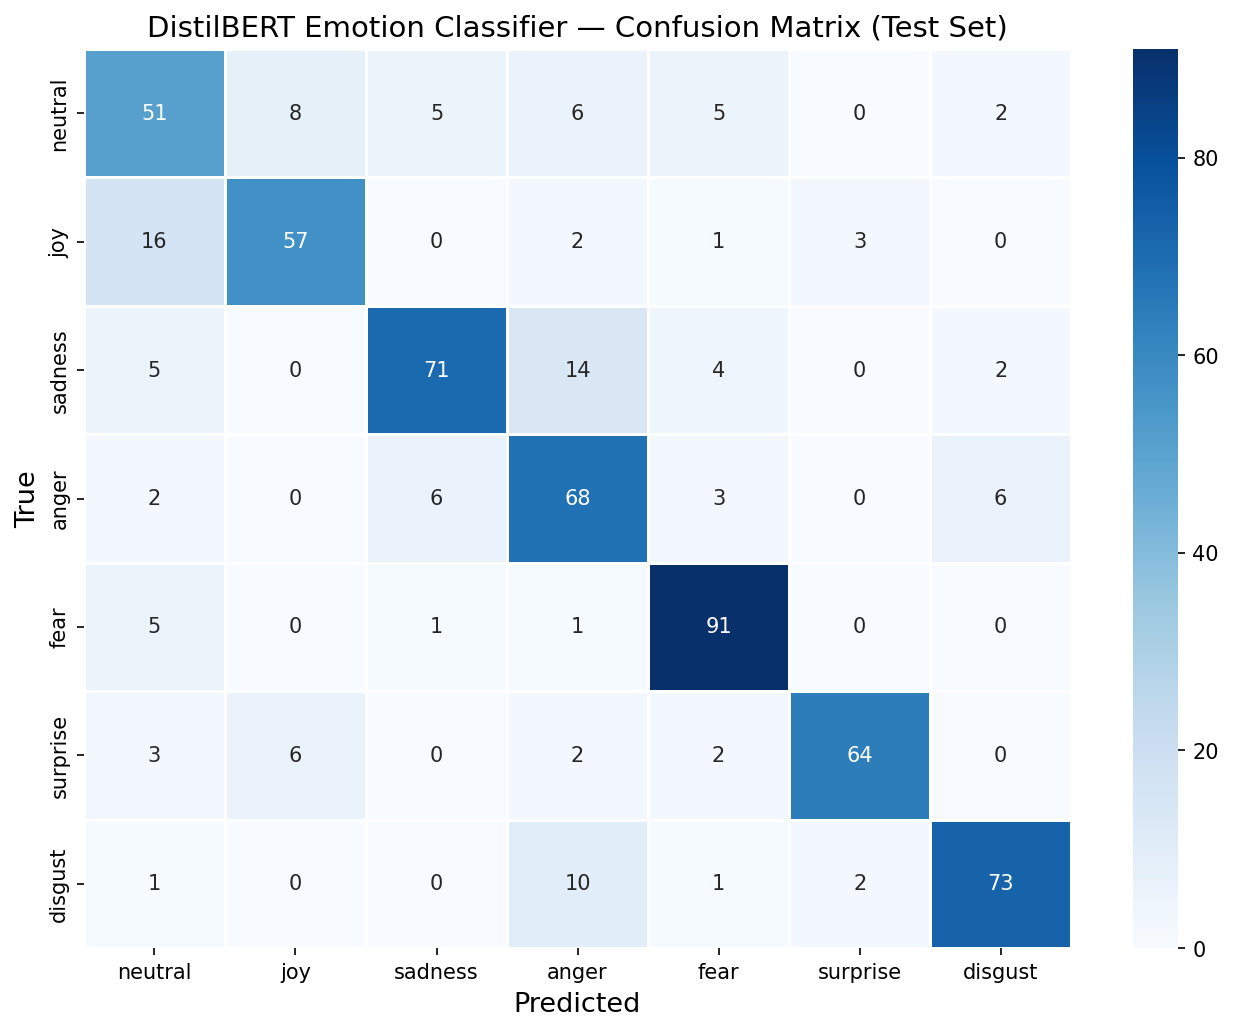 DistilBERT Emotion Classifier — Confusion Matrix (Test Set)
neutral 51 8 5 6 5 0 2
joy 16 57 0 2 1 3 0
sadness 5 0 71 14 4 0 2
anger 2 0 6 68 3 0 6
fear 5 0 1 1 91 0 0
surprise 3 6 0 2 2 64 0
disgust 1 0 0 10 1 2 73
True
neutral joy sadness anger fear surprise disgust
Predicted
80
60
40
20
0